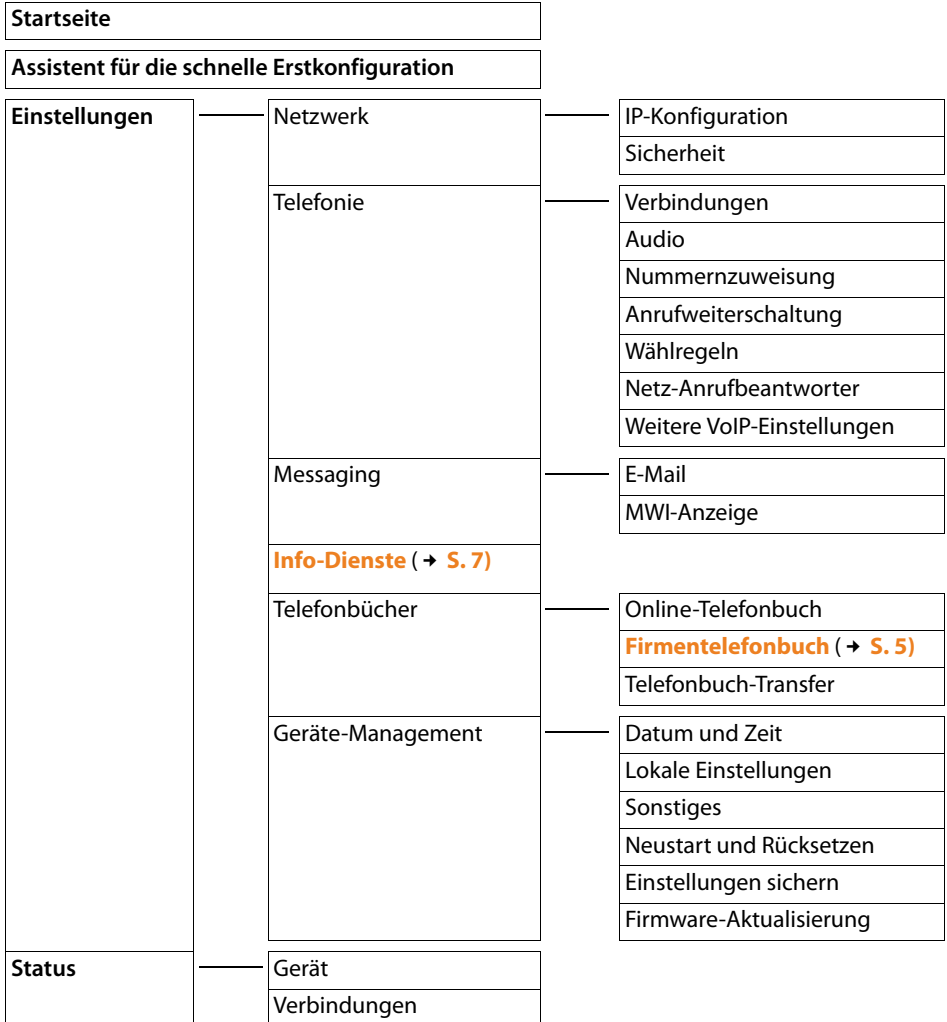 Startseite
Assistent für die schnelle Erstkonfiguration
Einstellungen
Netzwerk
IP-Konfiguration
Sicherheit
Telefonie
Verbindungen
Audio
Nummernzuweisung
Anrufweiterschaltung
Wählregeln
Netz-Anrufbeantworter
Weitere VoIP-Einstellungen
Messaging
E-Mail
MWI-Anzeige
Info-Dienste (➔ S. 7)
Telefonbücher
Online-Telefonbuch
Firmentelefonbuch (➔ S. 5)
Telefonbuch-Transfer
Geräte-Management
Datum und Zeit
Lokale Einstellungen
Sonstiges
Neustart und Rücksetzen
Einstellungen sichern
Firmware-Aktualisierung
Status
Gerät
Verbindungen